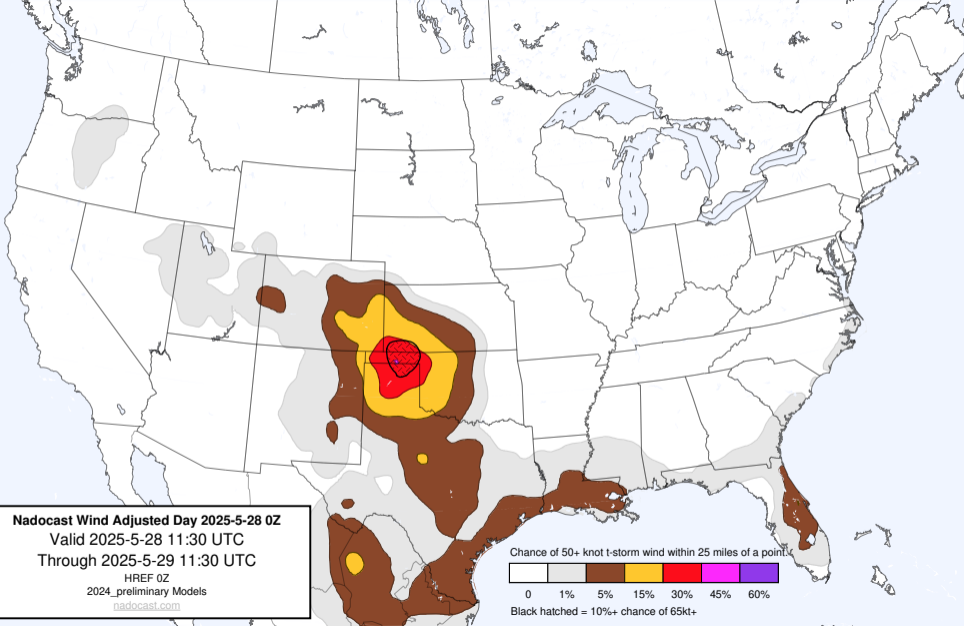 Nadocast Wind Adjusted Day 2025-5-28 0Z
Valid 2025-5-28 11:30 UTC
Through 2025-5-29 11:30 UTC
HREF 0Z
2024_preliminary Models
nadocast.com
Chance of 50+ knot t-storm wind within 25 miles of a point.
0 1% 5% 15% 30% 45% 60%
Black hatched = 10%+ chance of 65kt+